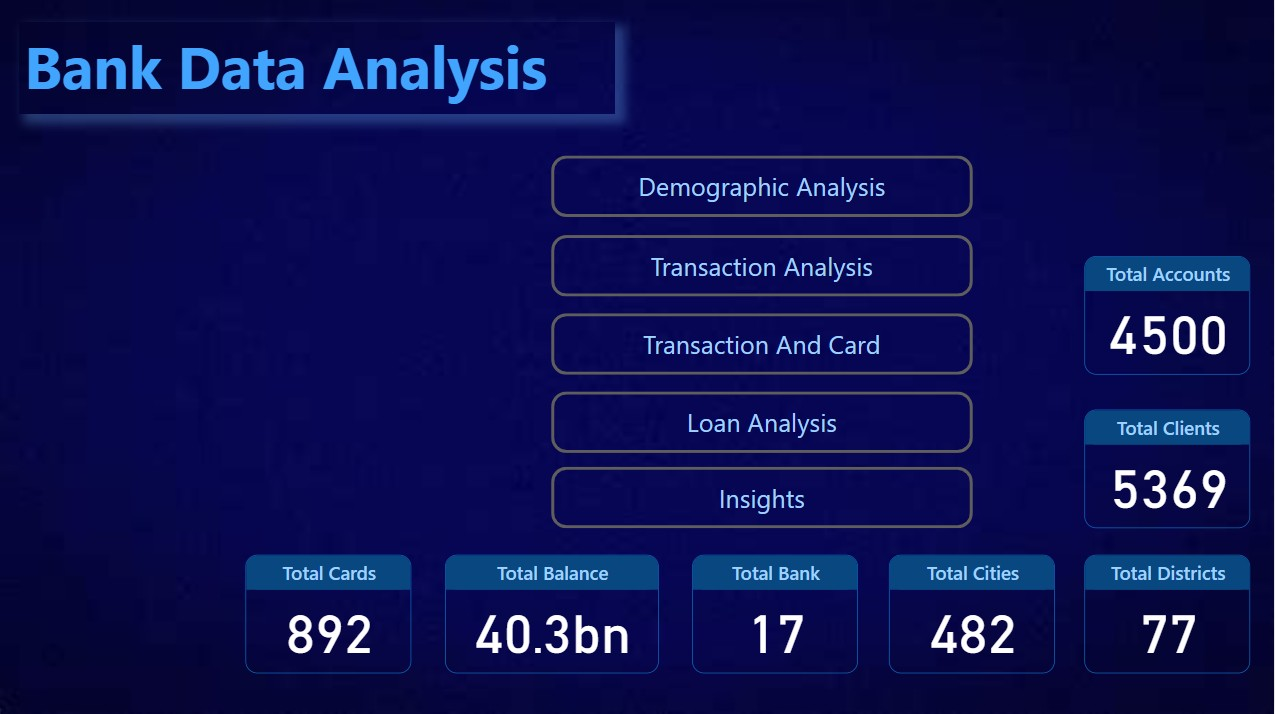 Bank Data Analysis
Demographic Analysis
Transaction Analysis
Transaction And Card
Loan Analysis
Insights
Total Accounts
4500
Total Clients
5369
Total Cards
892
Total Balance
40.3bn
Total Bank
17
Total Cities
482
Total Districts
77